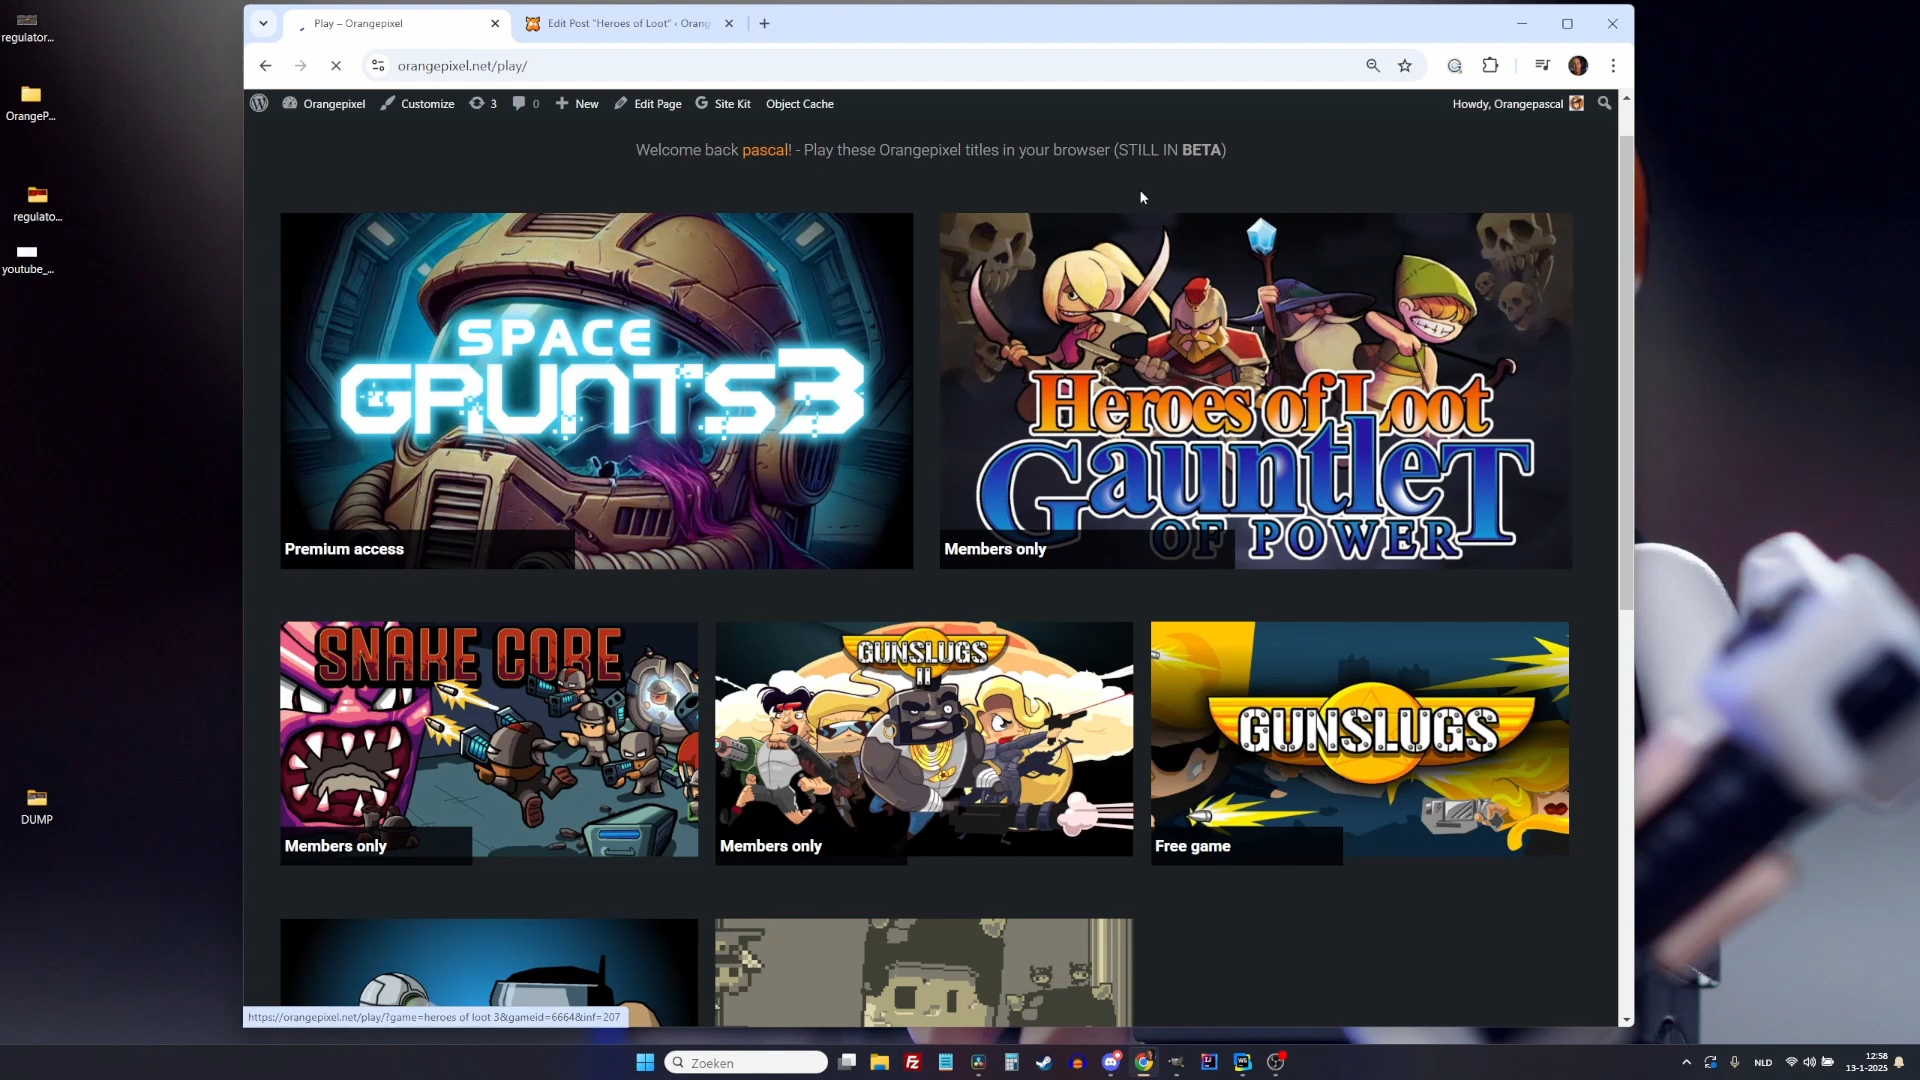 regulator...
OrangeP...
regulato...
youtube_...
DUMP
Play – Orangepixel
Edit Post "Heroes of Loot" ‹ Orang
orangepixel.net/play/
Orangepixel
Customize
3
0
New
Edit Page
Site Kit
Object Cache
Howdy, Orangepascal
Welcome back pascal! - Play these Orangepixel titles in your browser (STILL IN BETA)
SPACE
GRUNTS3
Premium access
Heroes of Loot
Gauntlet
OF POWER
Members only
SNAKE CORE
Members only
GUNSLUGS
II
Members only
GUNSLUGS
Free game
https://orangepixel.net/play/?game=heroes of loot 3&gameid=6664&inf=207
Zoeken
NLD
12:58
13-1-2025